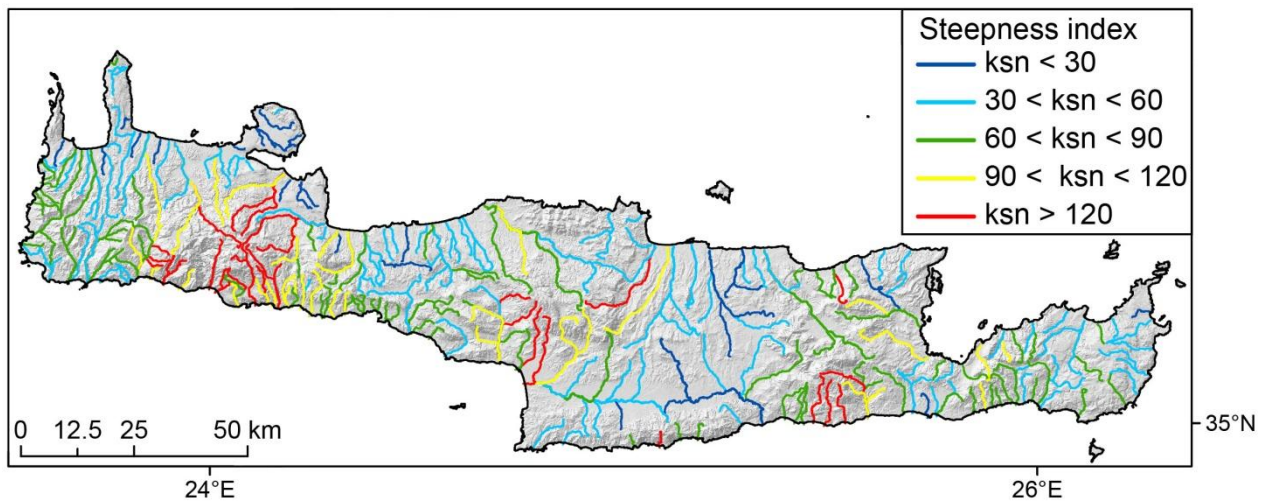 Steepness index
ksn < 30
30 < ksn < 60
60 < ksn < 90
90 < ksn < 120
ksn > 120
0 12.5 25 50 km
35°N
24°E 26°E